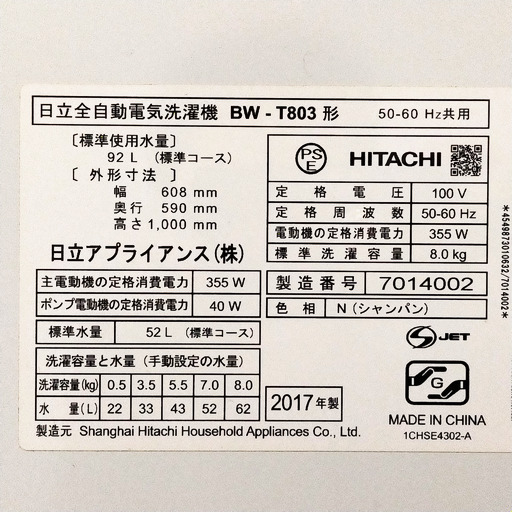 日立全自動電気洗濯機 BW - T803 形 50-60 Hz共用
〔標準使用水量〕
92 L (標準コース)
〔 外形寸法 〕
幅 608 mm
奥行 590 mm
高さ 1,000 mm
日立アプライアンス(株)
主電動機の定格消費電力 355 W
ポンプ電動機の定格消費電力 40 W
標準水量 52 L (標準コース)
洗濯容量と水量 (手動設定の水量)
洗濯容量(kg) 0.5 3.5 5.5 7.0 8.0
水 量(L) 22 33 43 52 62
製造元 Shanghai Hitachi Household Appliances Co., Ltd.
PSE
HITACHI
定格電圧 100 V
定格周波数 50-60 Hz
電動機の定格消費電力 355 W
標準洗濯容量 8.0 kg
製造番号 7014002
色相 N (シャンパン)
S JET
2017年製
G
MADE IN CHINA
1CHSE4302-A
*4549873010632/7014002*